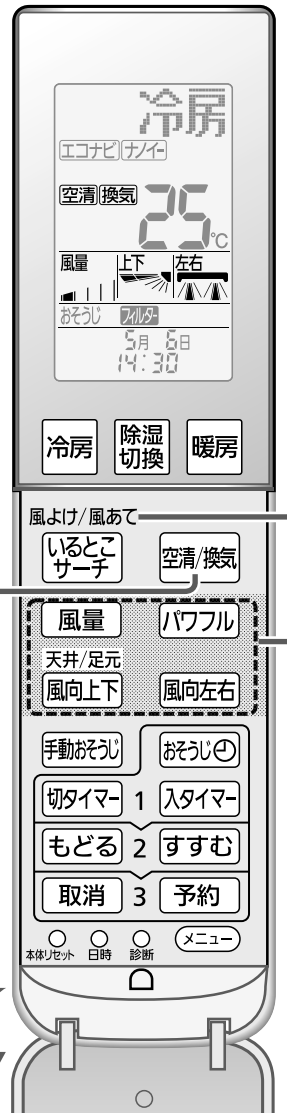 冷房
エコナビ ナノイー
空清 換気 25℃
風量 上下 左右
おそうじ フィルター
5月 6日
14:30
冷房 除湿切換 暖房
風よけ/風あて
いるとこサーチ 空清/換気
風量 パワフル
天井/足元
風向上下 風向左右
手動おそうじ おそうじ
切タイマー 1 入タイマー
もどる 2 すすむ
取消 3 予約
本体リセット 日時 診断 メニュー